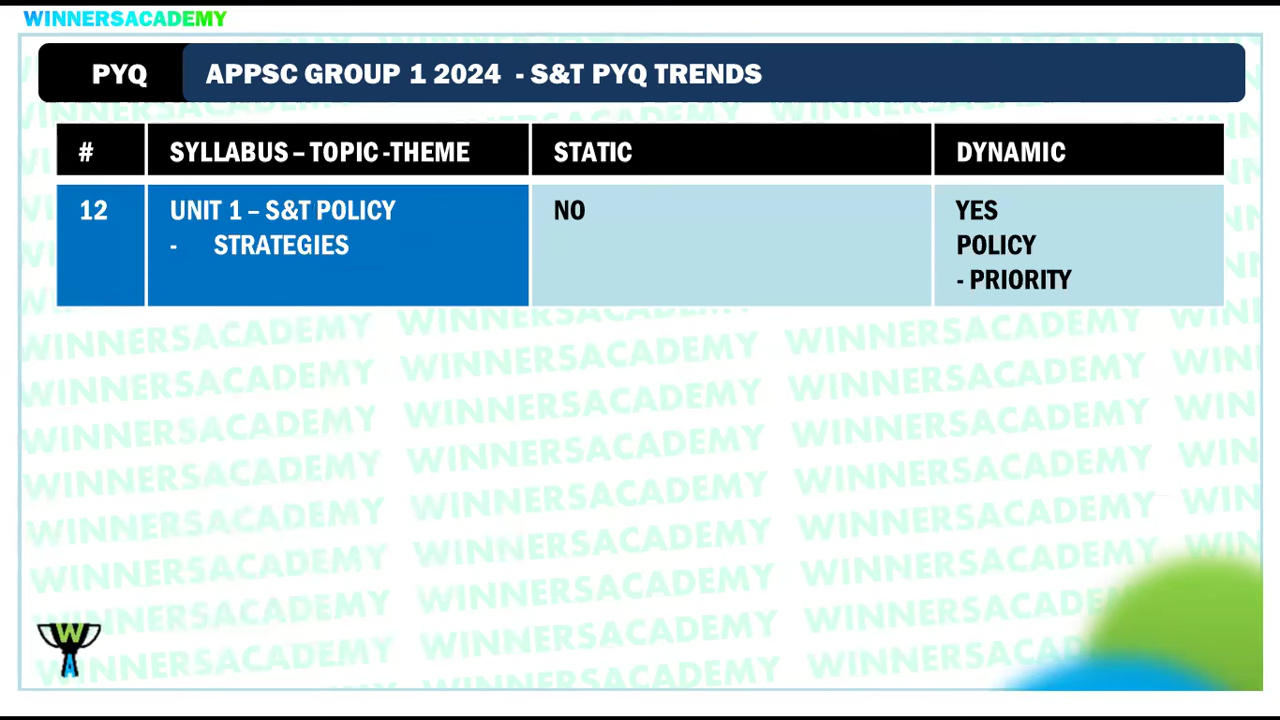 WINNERSACADEMY
PYQ APPSC GROUP 1 2024 - S&T PYQ TRENDS
# SYLLABUS – TOPIC -THEME STATIC DYNAMIC
12 UNIT 1 – S&T POLICY NO YES
- STRATEGIES POLICY
- PRIORITY
W
A